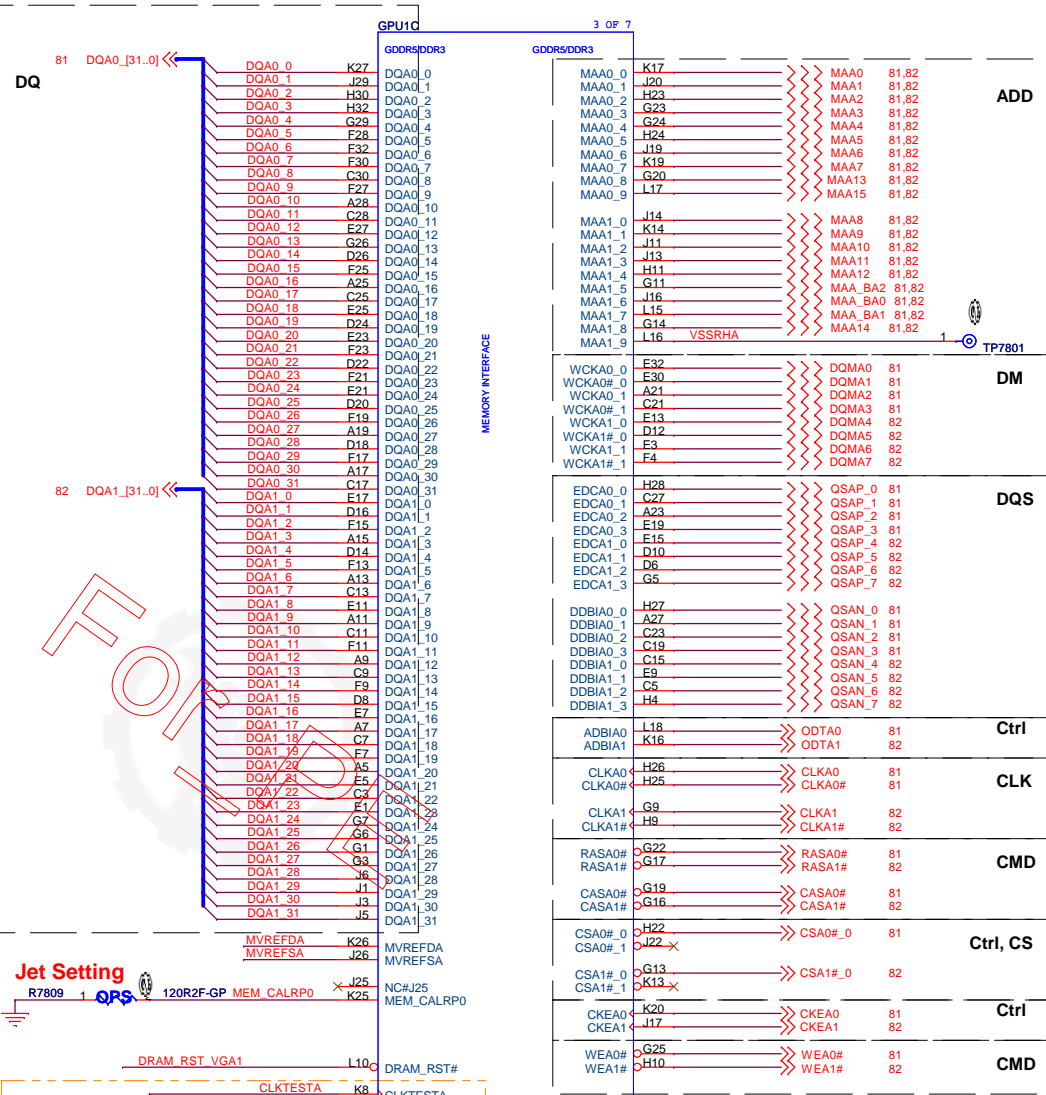 GPU1C 3 OF 7
GDDR5/DDR3 GDDR5/DDR3
81 DQA0_[31..0]
DQ
ADD
DQA0_0 K27 DQA0_0
DQA0_1 J29 DQA0_1
DQA0_2 H30 DQA0_2
DQA0_3 H32 DQA0_3
DQA0_4 G29 DQA0_4
DQA0_5 F28 DQA0_5
DQA0_6 F32 DQA0_6
DQA0_7 F30 DQA0_7
DQA0_8 C30 DQA0_8
DQA0_9 F27 DQA0_9
DQA0_10 A28 DQA0_10
DQA0_11 C28 DQA0_11
DQA0_12 E27 DQA0_12
DQA0_13 G26 DQA0_13
DQA0_14 D26 DQA0_14
DQA0_15 F25 DQA0_15
DQA0_16 A25 DQA0_16
DQA0_17 C25 DQA0_17
DQA0_18 E25 DQA0_18
DQA0_19 D24 DQA0_19
DQA0_20 E23 DQA0_20
DQA0_21 F23 DQA0_21
DQA0_22 D22 DQA0_22
DQA0_23 F21 DQA0_23
DQA0_24 E21 DQA0_24
DQA0_25 D20 DQA0_25
DQA0_26 F19 DQA0_26
DQA0_27 A19 DQA0_27
DQA0_28 D18 DQA0_28
DQA0_29 F17 DQA0_29
DQA0_30 A17 DQA0_30
DQA0_31 C17 DQA0_31
82 DQA1_[31..0]
DQA1_0 E17 DQA1_0
DQA1_1 D16 DQA1_1
DQA1_2 F15 DQA1_2
DQA1_3 A15 DQA1_3
DQA1_4 D14 DQA1_4
DQA1_5 F13 DQA1_5
DQA1_6 A13 DQA1_6
DQA1_7 C13 DQA1_7
DQA1_8 E11 DQA1_8
DQA1_9 A11 DQA1_9
DQA1_10 C11 DQA1_10
DQA1_11 F11 DQA1_11
DQA1_12 A9 DQA1_12
DQA1_13 C9 DQA1_13
DQA1_14 F9 DQA1_14
DQA1_15 D8 DQA1_15
DQA1_16 E7 DQA1_16
DQA1_17 A7 DQA1_17
DQA1_18 C7 DQA1_18
DQA1_19 F7 DQA1_19
DQA1_20 A5 DQA1_20
DQA1_21 E5 DQA1_21
DQA1_22 C3 DQA1_22
DQA1_23 E1 DQA1_23
DQA1_24 G7 DQA1_24
DQA1_25 G6 DQA1_25
DQA1_26 G1 DQA1_26
DQA1_27 G3 DQA1_27
DQA1_28 J6 DQA1_28
DQA1_29 J1 DQA1_29
DQA1_30 J3 DQA1_30
DQA1_31 J5 DQA1_31
MVREFDA K26 MVREFDA
MVREFSA J26 MVREFSA
Jet Setting
J25 NC#J25
R7809 1 OPS 120R2F-GP MEM_CALRP0 K25 MEM_CALRP0
DRAM_RST_VGA1 L10 DRAM_RST#
CLKTESTA K8 CLKTESTA
MEMORY INTERFACE
For
MAA0_0 K17 MAA0 81,82
MAA0_1 J20 MAA1 81,82
MAA0_2 H23 MAA2 81,82
MAA0_3 G23 MAA3 81,82
MAA0_4 G24 MAA4 81,82
MAA0_5 H24 MAA5 81,82
MAA0_6 J19 MAA6 81,82
MAA0_7 K19 MAA7 81,82
MAA0_8 G20 MAA13 81,82
MAA0_9 L17 MAA15 81,82
MAA1_0 J14 MAA8 81,82
MAA1_1 K14 MAA9 81,82
MAA1_2 J11 MAA10 81,82
MAA1_3 J13 MAA11 81,82
MAA1_4 H11 MAA12 81,82
MAA1_5 G11 MAA_BA2 81,82
MAA1_6 J16 MAA_BA0 81,82
MAA1_7 L15 MAA_BA1 81,82
MAA1_8 G14 MAA14 81,82
MAA1_9 L16 VSSRHA 1 TP7801
DM
WCKA0_0 E32 DQMA0 81
WCKA0#_0 E30 DQMA1 81
WCKA0_1 A21 DQMA2 81
WCKA0#_1 C21 DQMA3 81
WCKA1_0 E13 DQMA4 82
WCKA1#_0 D12 DQMA5 82
WCKA1_1 E3 DQMA6 82
WCKA1#_1 F4 DQMA7 82
DQS
EDCA0_0 H28 QSAP_0 81
EDCA0_1 C27 QSAP_1 81
EDCA0_2 A23 QSAP_2 81
EDCA0_3 E19 QSAP_3 81
EDCA1_0 E15 QSAP_4 82
EDCA1_1 D10 QSAP_5 82
EDCA1_2 D6 QSAP_6 82
EDCA1_3 G5 QSAP_7 82
DDBIA0_0 H27 QSAN_0 81
DDBIA0_1 A27 QSAN_1 81
DDBIA0_2 C23 QSAN_2 81
DDBIA0_3 C19 QSAN_3 81
DDBIA1_0 C15 QSAN_4 82
DDBIA1_1 E9 QSAN_5 82
DDBIA1_2 C5 QSAN_6 82
DDBIA1_3 H4 QSAN_7 82
Ctrl
ADBIA0 L18 ODTA0 81
ADBIA1 K16 ODTA1 82
CLK
CLKA0 H26 CLKA0 81
CLKA0# H25 CLKA0# 81
CLKA1 G9 CLKA1 82
CLKA1# H9 CLKA1# 82
CMD
RASA0# G22 RASA0# 81
RASA1# G17 RASA1# 82
CASA0# G19 CASA0# 81
CASA1# G16 CASA1# 82
Ctrl, CS
CSA0#_0 H22 CSA0#_0 81
CSA0#_1 J22
CSA1#_0 G13 CSA1#_0 82
CSA1#_1 K13
Ctrl
CKEA0 K20 CKEA0 81
CKEA1 J17 CKEA1 82
CMD
WEA0# G25 WEA0# 81
WEA1# H10 WEA1# 82